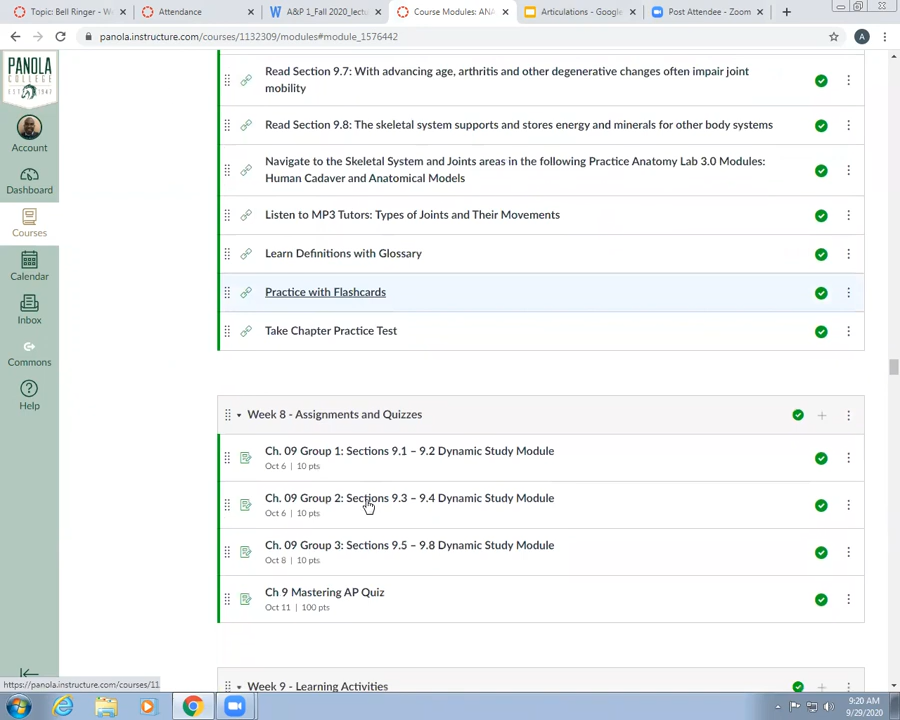 Topic: Bell Ringer - W
Attendance
A&P 1_Fall 2020_lectu
Course Modules: ANA
Articulations - Google
Post Attendee - Zoom
panola.instructure.com/courses/1132309/modules#module_1576442
A
PANOLA
COLLEGE
Account
Dashboard
Courses
Calendar
Inbox
Commons
Help
Read Section 9.7: With advancing age, arthritis and other degenerative changes often impair joint
mobility
Read Section 9.8: The skeletal system supports and stores energy and minerals for other body systems
Navigate to the Skeletal System and Joints areas in the following Practice Anatomy Lab 3.0 Modules:
Human Cadaver and Anatomical Models
Listen to MP3 Tutors: Types of Joints and Their Movements
Learn Definitions with Glossary
Practice with Flashcards
Take Chapter Practice Test
Week 8 - Assignments and Quizzes
Ch. 09 Group 1: Sections 9.1 – 9.2 Dynamic Study Module
Oct 6 | 10 pts
Ch. 09 Group 2: Sections 9.3 – 9.4 Dynamic Study Module
Oct 6 | 10 pts
Ch. 09 Group 3: Sections 9.5 – 9.8 Dynamic Study Module
Oct 8 | 10 pts
Ch 9 Mastering AP Quiz
Oct 11 | 100 pts
Week 9 - Learning Activities
https://panola.instructure.com/courses/11
9:20 AM
9/29/2020